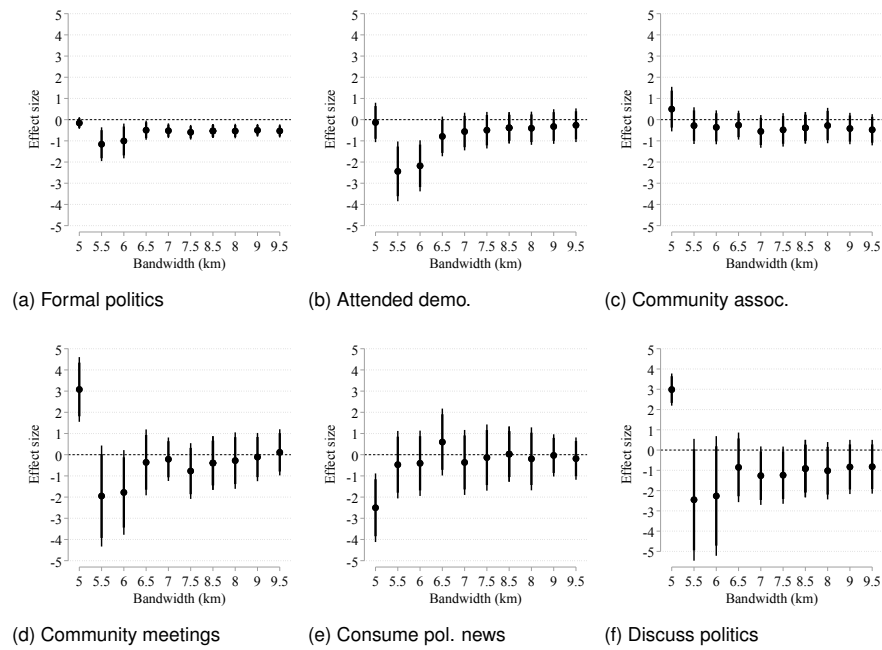 5
4
3
2
1
0
-1
-2
-3
-4
-5
Effect size
5 5.5 6 6.5 7 7.5 8.5 8 9 9.5
Bandwidth (km)
(a) Formal politics
5
4
3
2
1
0
-1
-2
-3
-4
-5
Effect size
5 5.5 6 6.5 7 7.5 8.5 8 9 9.5
Bandwidth (km)
(b) Attended demo.
5
4
3
2
1
0
-1
-2
-3
-4
-5
Effect size
5 5.5 6 6.5 7 7.5 8.5 8 9 9.5
Bandwidth (km)
(c) Community assoc.
5
4
3
2
1
0
-1
-2
-3
-4
-5
Effect size
5 5.5 6 6.5 7 7.5 8.5 8 9 9.5
Bandwidth (km)
(d) Community meetings
5
4
3
2
1
0
-1
-2
-3
-4
-5
Effect size
5 5.5 6 6.5 7 7.5 8.5 8 9 9.5
Bandwidth (km)
(e) Consume pol. news
5
4
3
2
1
0
-1
-2
-3
-4
-5
Effect size
5 5.5 6 6.5 7 7.5 8.5 8 9 9.5
Bandwidth (km)
(f) Discuss politics